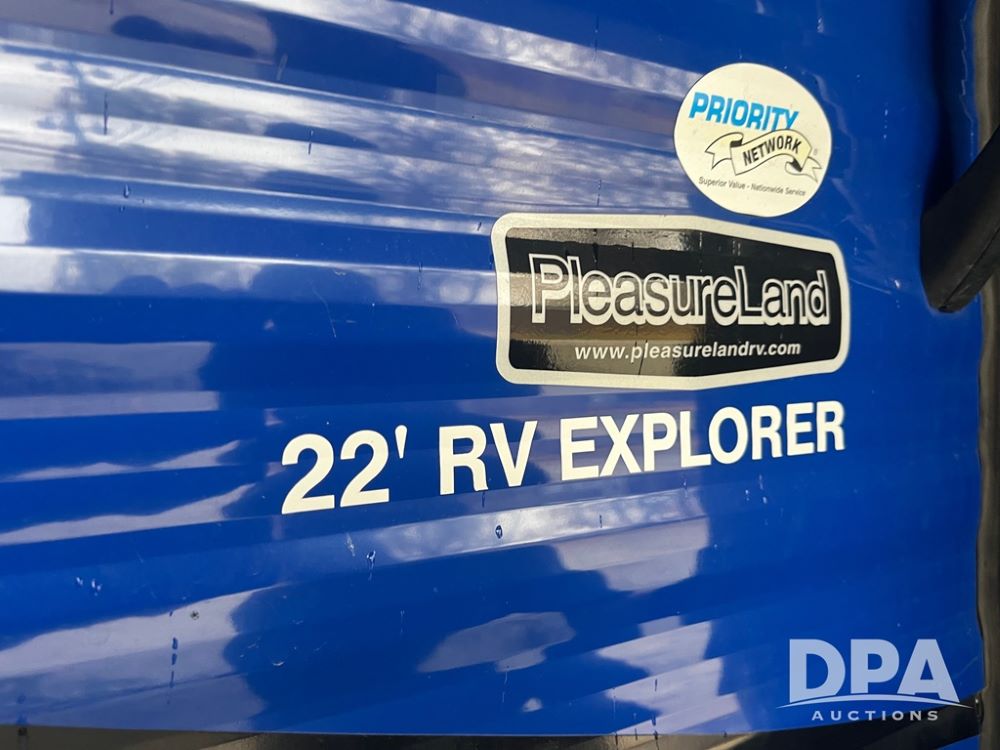 PRIORITY
NETWORK®
Superior Value - Nationwide Service
PleasureLand
www.pleasurelandrv.com
22' RV EXPLORER
DPA
AUCTIONS